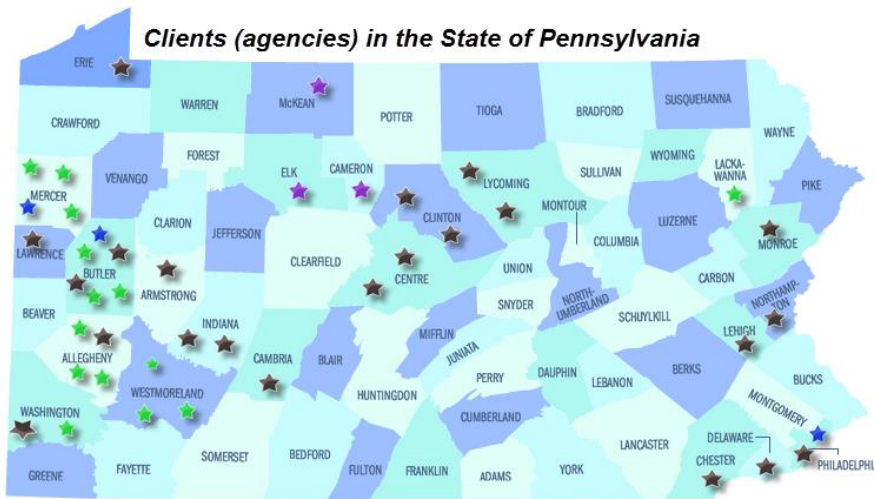 Clients (agencies) in the State of Pennsylvania
ERIE
CRAWFORD
WARREN
McKEAN
POTTER
TIOGA
BRADFORD
SUSQUEHANNA
WAYNE
FOREST
VENANGO
MERCER
ELK
CAMERON
LYCOMING
SULLIVAN
WYOMING
LACKA-
WANNA
PIKE
CLARION
JEFFERSON
CLINTON
MONTOUR
COLUMBIA
LUZERNE
MONROE
LAWRENCE
BUTLER
ARMSTRONG
CLEARFIELD
CENTRE
UNION
NORTH-
UMBERLAND
CARBON
NORTHAMP-
TON
BEAVER
INDIANA
SNYDER
SCHUYLKILL
LEHIGH
ALLEGHENY
CAMBRIA
BLAIR
MIFFLIN
JUNIATA
PERRY
DAUPHIN
LEBANON
BERKS
BUCKS
WESTMORELAND
HUNTINGDON
MONTGOMERY
WASHINGTON
CUMBERLAND
LANCASTER
DELAWARE
GREENE
FAYETTE
SOMERSET
BEDFORD
FULTON
FRANKLIN
ADAMS
YORK
CHESTER
PHILADELPHI